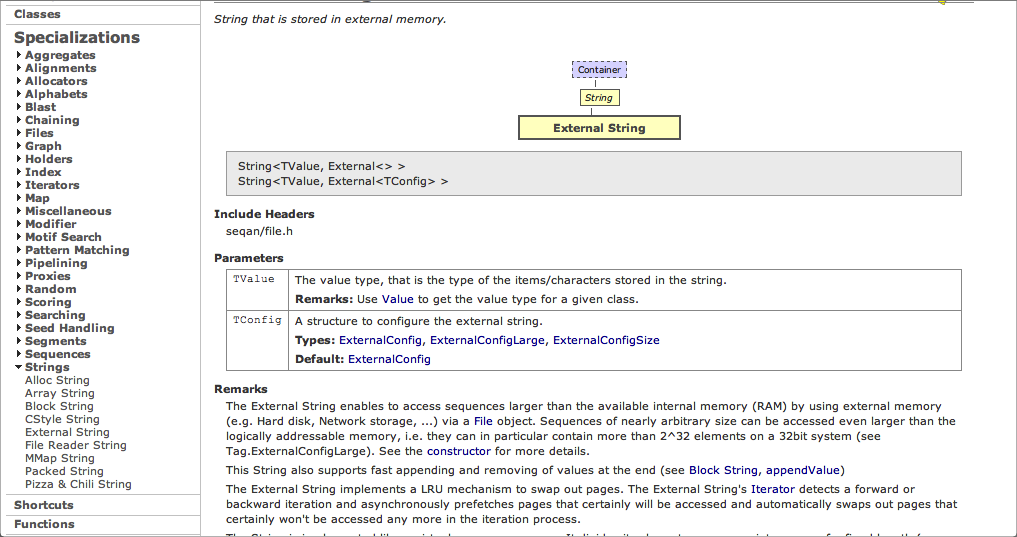 Classes
Specializations
Aggregates
Alignments
Allocators
Alphabets
Blast
Chaining
Files
Graph
Holders
Index
Iterators
Map
Miscellaneous
Modifier
Motif Search
Pattern Matching
Pipelining
Proxies
Random
Scoring
Searching
Seed Handling
Segments
Sequences
Strings
Alloc String
Array String
Block String
CStyle String
External String
File Reader String
MMap String
Packed String
Pizza & Chili String
Shortcuts
Functions
String that is stored in external memory.
Container
String
External String
String<TValue, External<> >
String<TValue, External<TConfig> >
Include Headers
seqan/file.h
Parameters
TValue
The value type, that is the type of the items/characters stored in the string.
Remarks: Use Value to get the value type for a given class.
TConfig
A structure to configure the external string.
Types: ExternalConfig, ExternalConfigLarge, ExternalConfigSize
Default: ExternalConfig
Remarks
The External String enables to access sequences larger than the available internal memory (RAM) by using external memory
(e.g. Hard disk, Network storage, ...) via a File object. Sequences of nearly arbitrary size can be accessed even larger than the
logically addressable memory, i.e. they can in particular contain more than 2^32 elements on a 32bit system (see
Tag.ExternalConfigLarge). See the constructor for more details.
This String also supports fast appending and removing of values at the end (see Block String, appendValue)
The External String implements a LRU mechanism to swap out pages. The External String's Iterator detects a forward or
backward iteration and asynchronously prefetches pages that certainly will be accessed and automatically swaps out pages that
certainly won't be accessed any more in the iteration process.